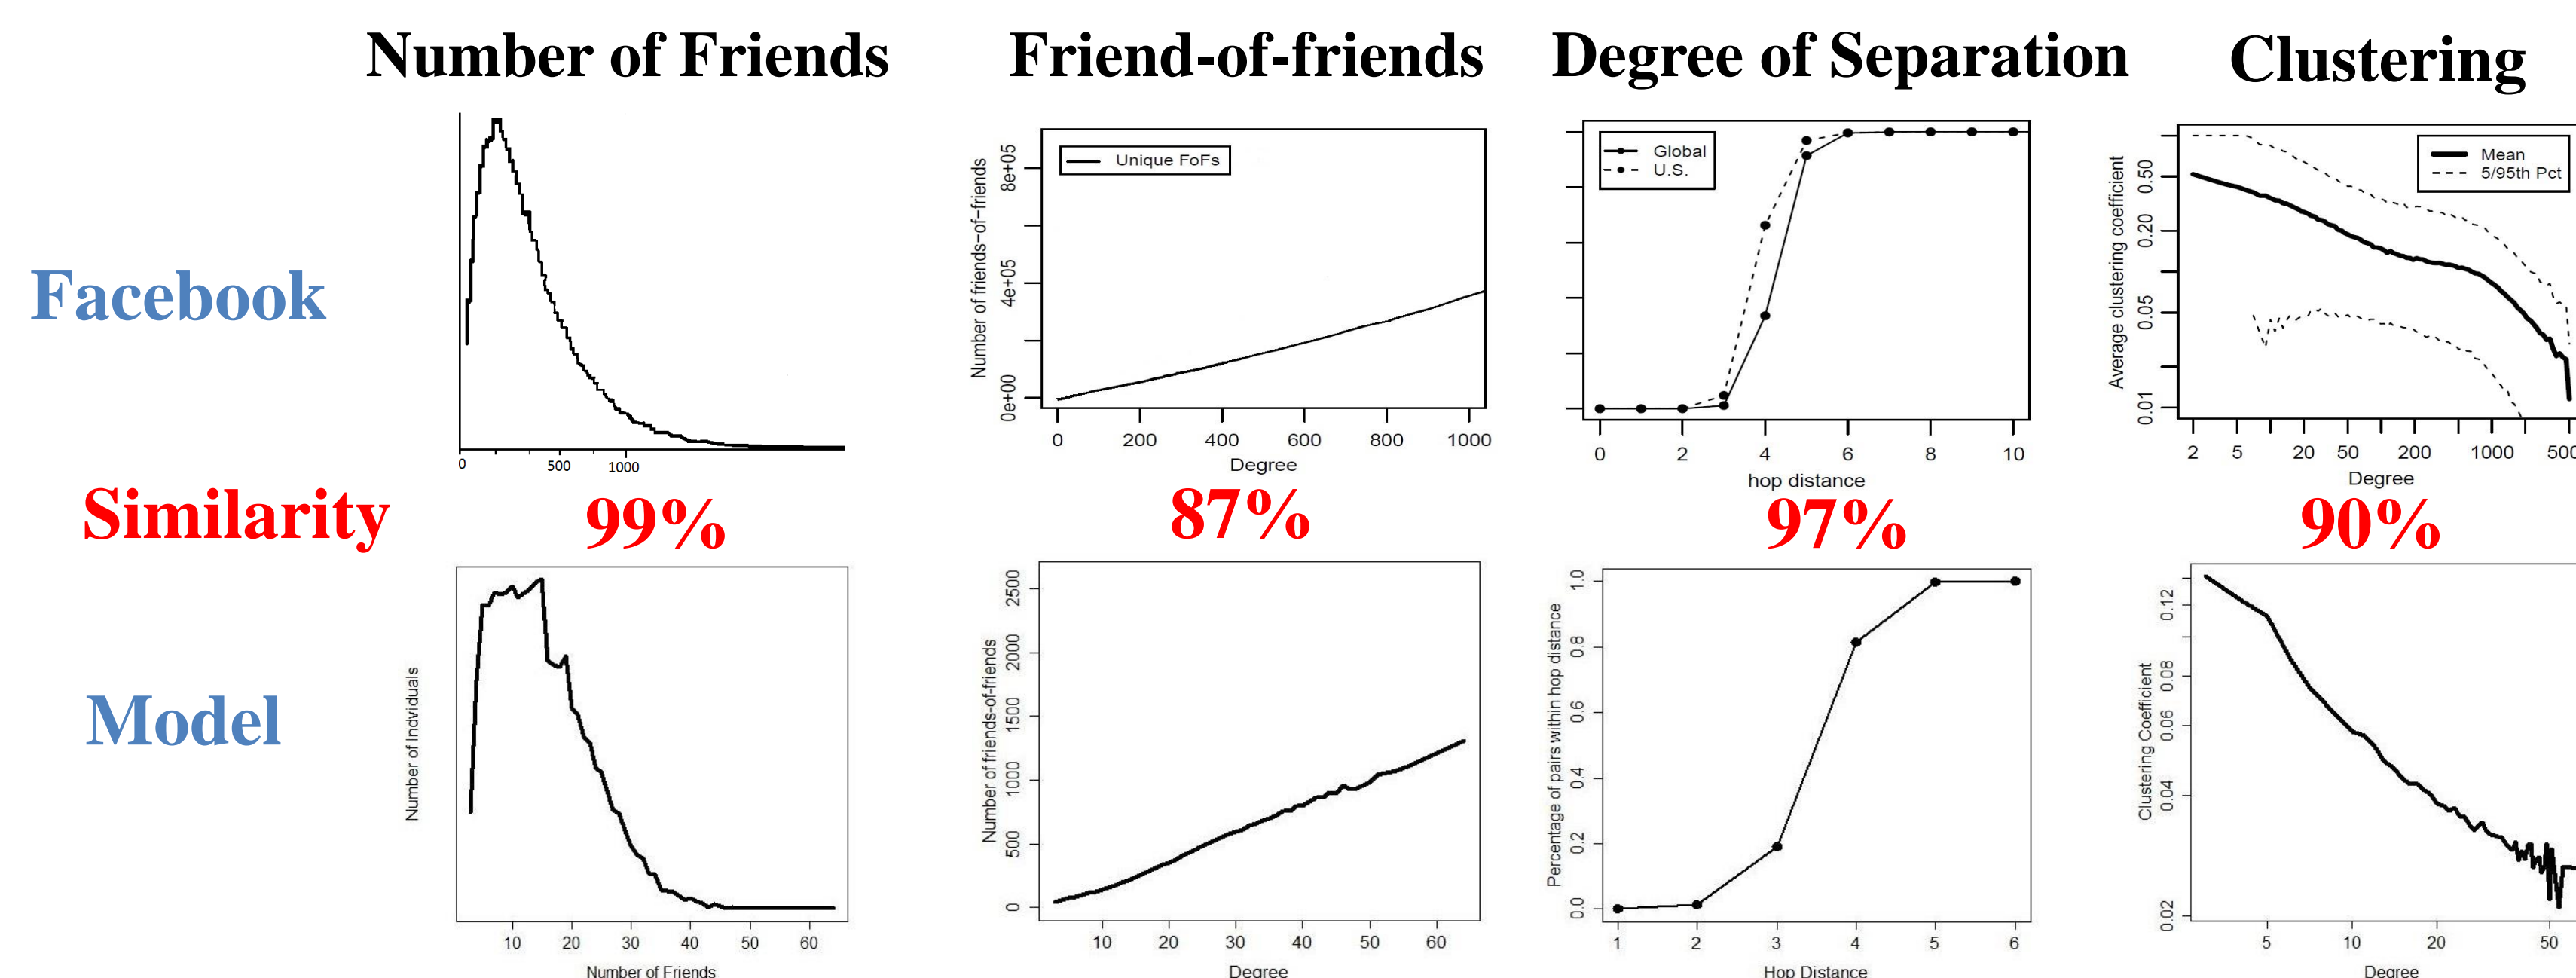 Number of Friends
Friend-of-friends
Degree of Separation
Clustering
Facebook
0
500
1000
Number of friends-of-friends
0e+00
4e+05
8e+05
Unique FoFs
0 200 400 600 800 1000
Degree
Global
U.S.
0 2 4 6 8 10
hop distance
Average clustering coefficient
0.01
0.05
0.20
0.50
Mean
5/95th Pct
2 5 20 50 200 1000 500
Degree
Similarity
99%
87%
97%
90%
Model
Number of Indviduals
10 20 30 40 50 60
Number of Friends
Number of friends-of-friends
0 500 1000 1500 2000 2500
10 20 30 40 50 60
Degree
Percentage of pairs within hop distance
0.0 0.2 0.4 0.6 0.8 1.0
1 2 3 4 5 6
Hop Distance
Clustering Coefficient
0.02 0.04 0.06 0.08 0.12
5 10 20 50
Degree